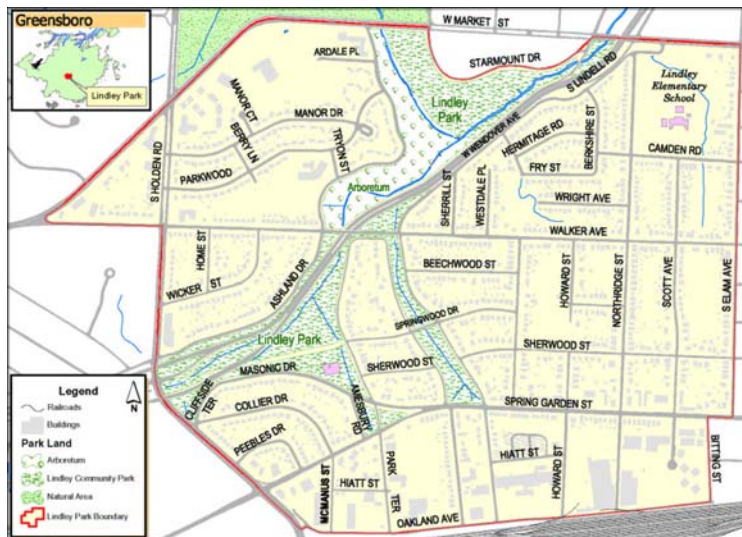 Greensboro
Lindley Park
W MARKET ST
STARMOUNT DR
ARDALE PL
S LINDELL RD
Lindley
Elementary
School
Lindley
Park
MANOR CT
MANOR DR
BERRY LN
TRYON ST
PARKWOOD
S HOLDEN RD
Arboretum
W WENDOVER AVE
HERMITAGE RD
BERKSHIRE ST
FRY ST
CAMDEN RD
SHERRILL ST
WESTDALE PL
WRIGHT AVE
WALKER AVE
HOME ST
WICKER ST
ASHLAND DR
BEECHWOOD ST
HOWARD ST
NORTHRIDGE ST
SCOTT AVE
S ELAM AVE
SPRINGWOOD DR
Lindley Park
SHERWOOD ST
SHERWOOD ST
MASONIC DR
CLIFFSIDE TER
COLLIER DR
AMESBURY RD
SPRING GARDEN ST
PEEBLES DR
BITTING ST
MCMANUS ST
HIATT ST
PARK TER
HIATT ST
HOWARD ST
OAKLAND AVE
Legend
N
Railroads
Buildings
Park Land
Arboretum
Lindley Community Park
Natural Area
Lindley Park Boundary